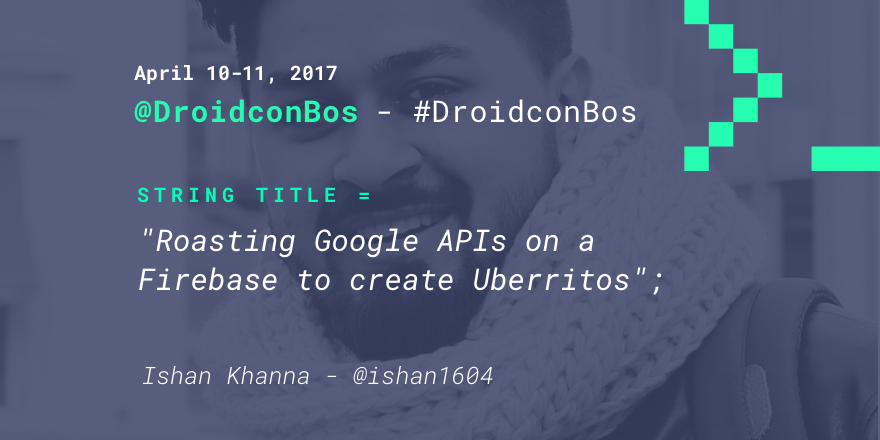 April 10-11, 2017
@DroidconBos - #DroidconBos
STRING TITLE =
"Roasting Google APIs on a
Firebase to create Uberritos";
Ishan Khanna - @ishan1604